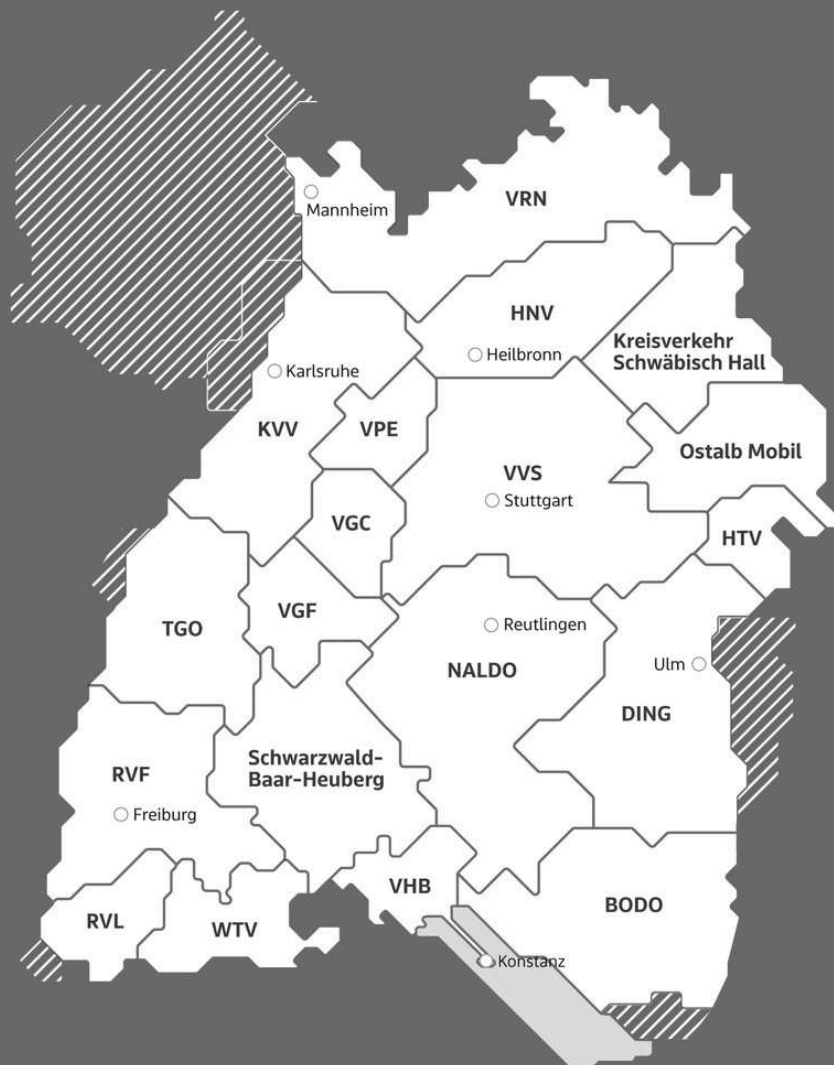 Mannheim
VRN
HNV
Heilbronn
Kreisverkehr
Schwäbisch Hall
Karlsruhe
KVV
VPE
Ostalb Mobil
VVS
Stuttgart
VGC
HTV
VGF
TGO
Reutlingen
NALDO
Ulm
DING
Schwarzwald-
Baar-Heuberg
RVF
Freiburg
VHB
BODO
RVL
WTV
Konstanz